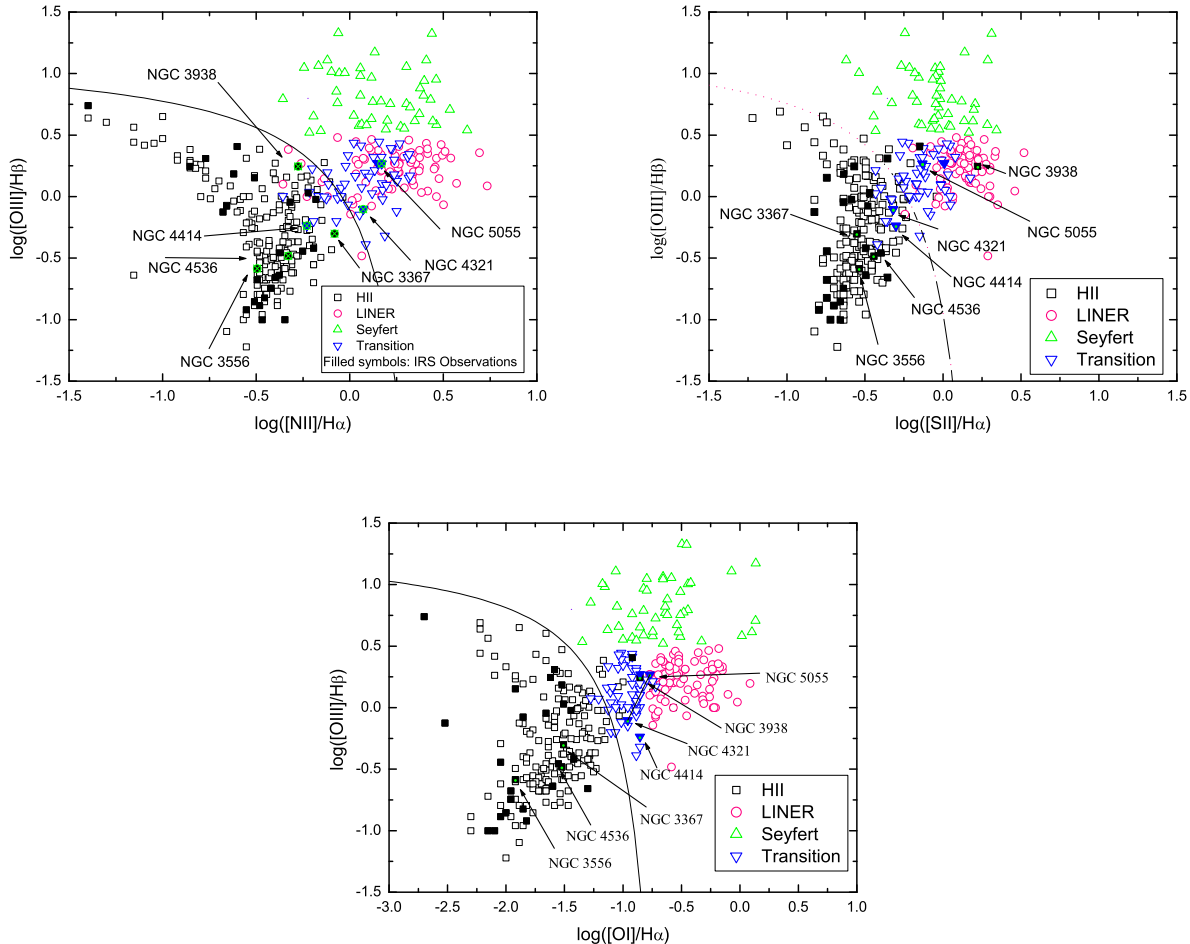 1.5
1.0
0.5
0.0
-0.5
-1.0
-1.5
log([OIII]/Hβ)
NGC 3938
NGC 4414
NGC 4536
NGC 3556
NGC 5055
NGC 4321
NGC 3367
HII
LINER
Seyfert
Transition
Filled symbols: IRS Observations
-1.5 -1.0 -0.5 0.0 0.5 1.0
log([NII]/Hα)
1.5
1.0
0.5
0.0
-0.5
-1.0
-1.5
log([OIII]/Hβ)
NGC 3938
NGC 3367
NGC 5055
NGC 4321
NGC 4414
NGC 4536
NGC 3556
HII
LINER
Seyfert
Transition
-1.5 -1.0 -0.5 0.0 0.5 1.0 1.5
log([SII]/Hα)
1.5
1.0
0.5
0.0
-0.5
-1.0
-1.5
log([OIII]/Hβ)
NGC 5055
NGC 3938
NGC 4321
NGC 4414
NGC 3367
NGC 4536
NGC 3556
HII
LINER
Seyfert
Transition
-3.0 -2.5 -2.0 -1.5 -1.0 -0.5 0.0 0.5 1.0
log([OI]/Hα)